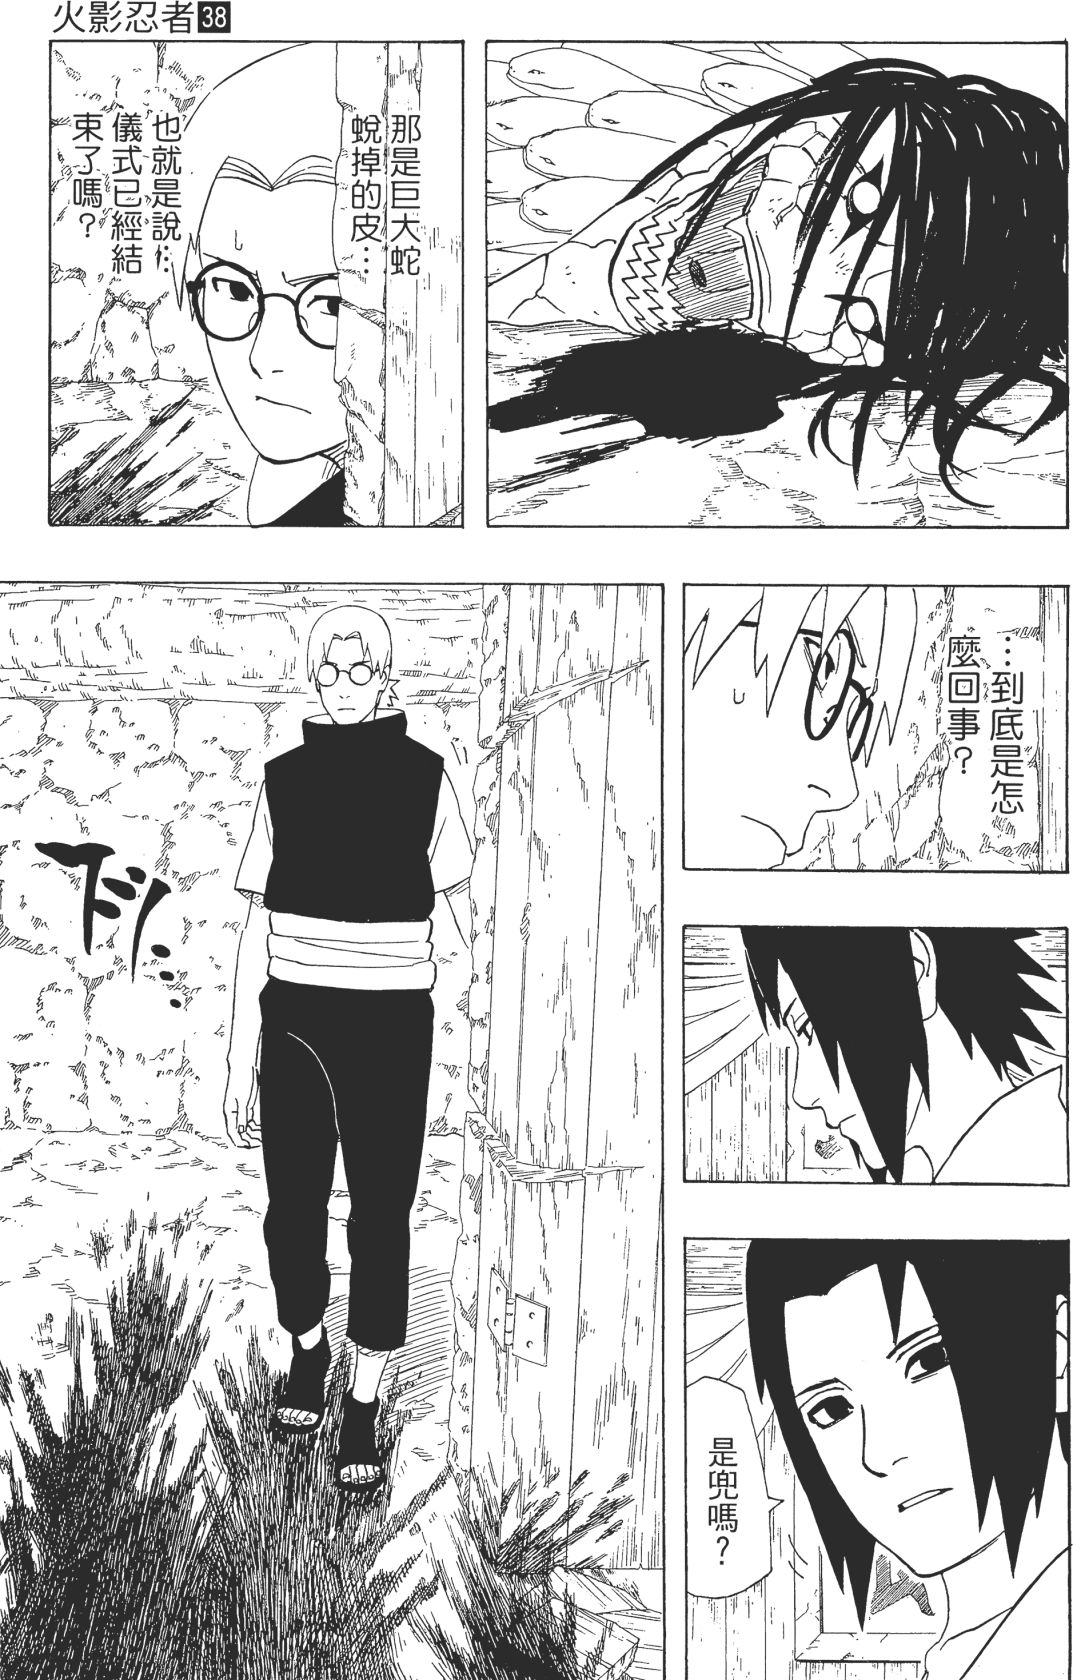 火影忍者38
那是巨大蛇
蛻掉的皮…
也就是說…
儀式已經結
束了嗎？
…到底是怎
麼回事？
是兜嗎？
ドッ…